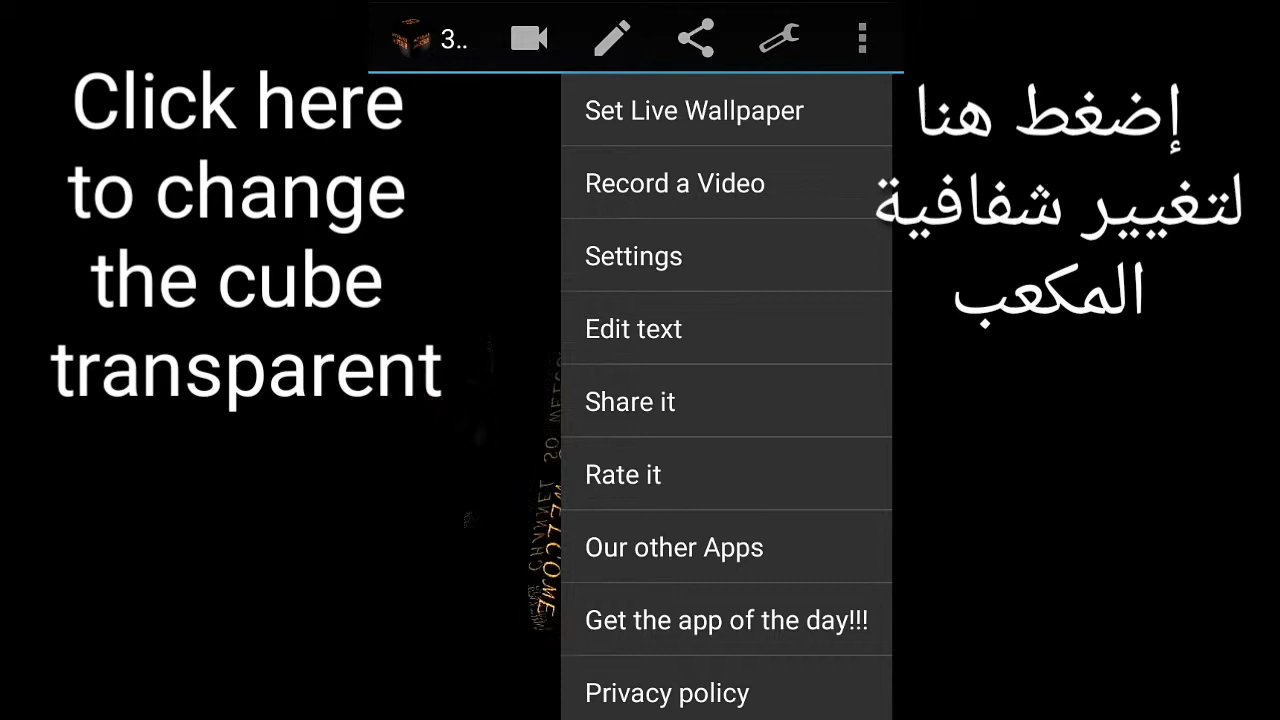 3..
Click here
to change
the cube
transparent
Set Live Wallpaper
Record a Video
Settings
Edit text
Share it
Rate it
Our other Apps
Get the app of the day!!!
Privacy policy
إضغط هنا
لتغيير شفافية
المكعب
WELCOME